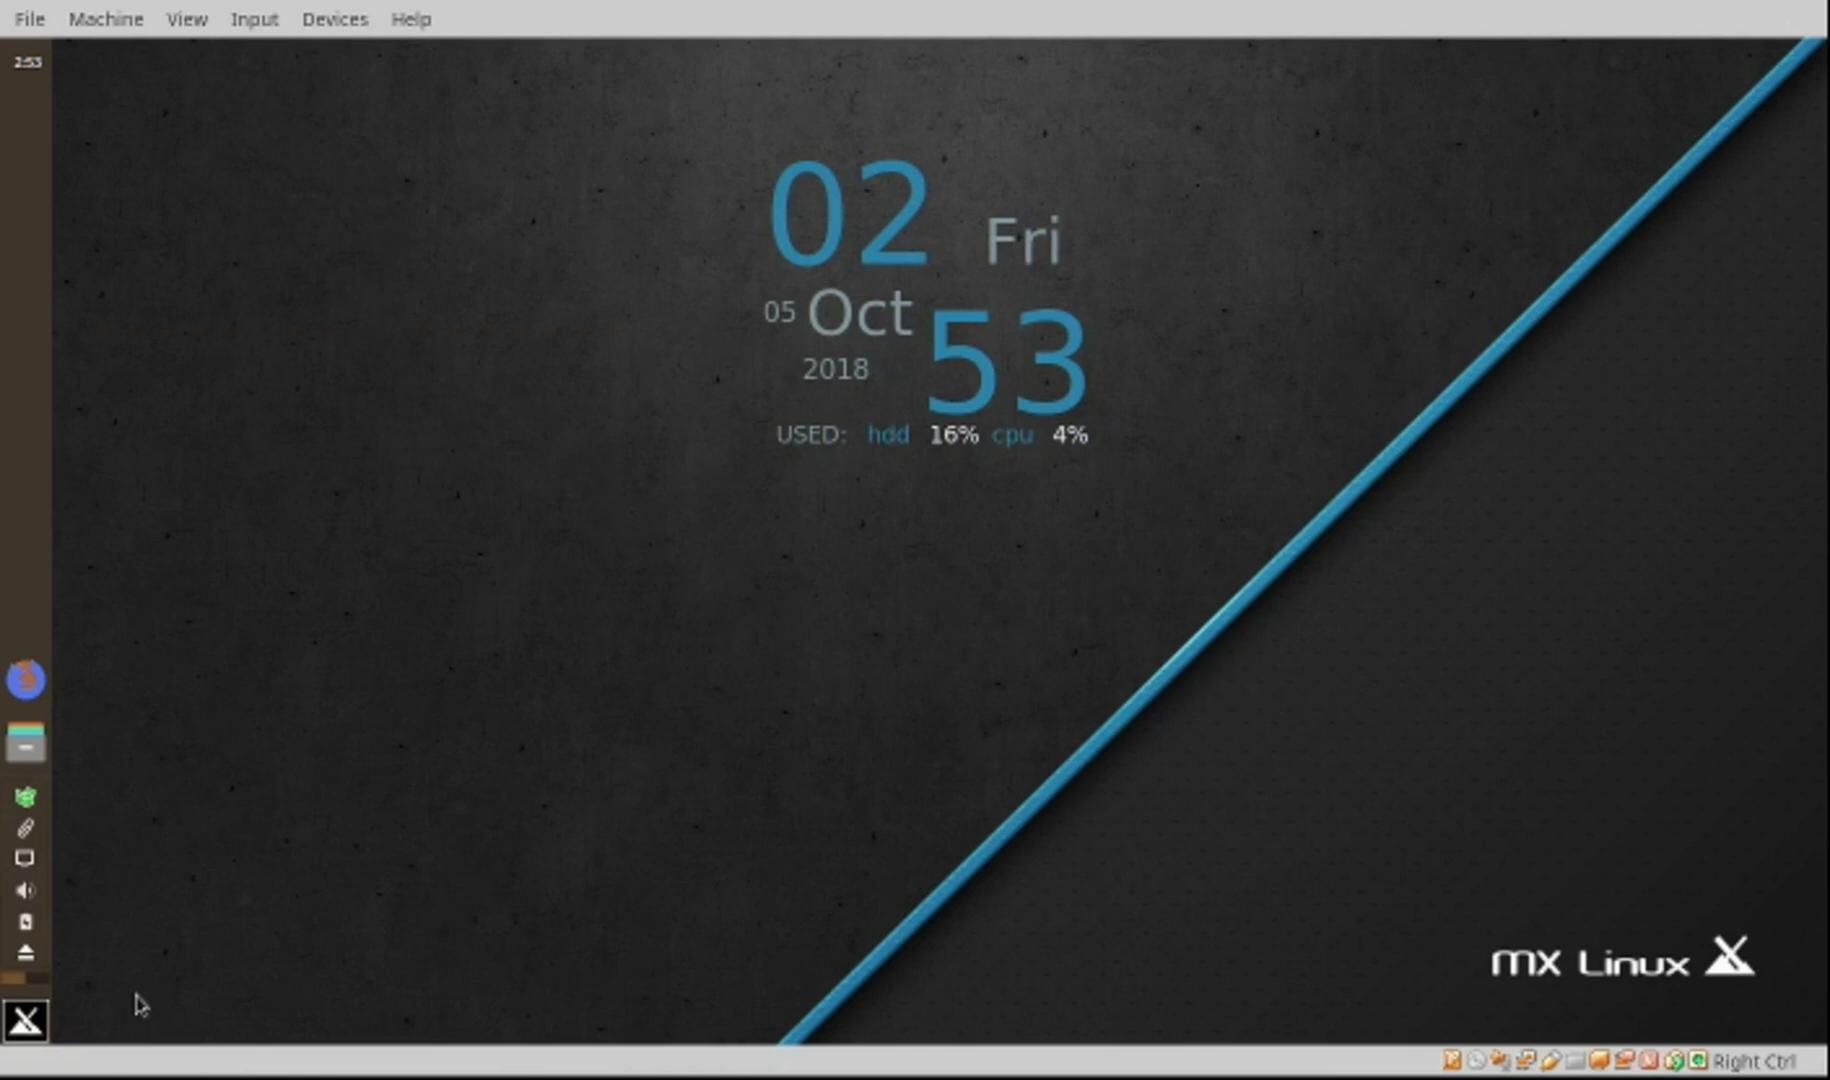 File Machine View Input Devices Help
2:53
02 Fri
05 Oct 53
2018
USED: hdd 16% cpu 4%
mx Linux
Right Ctrl